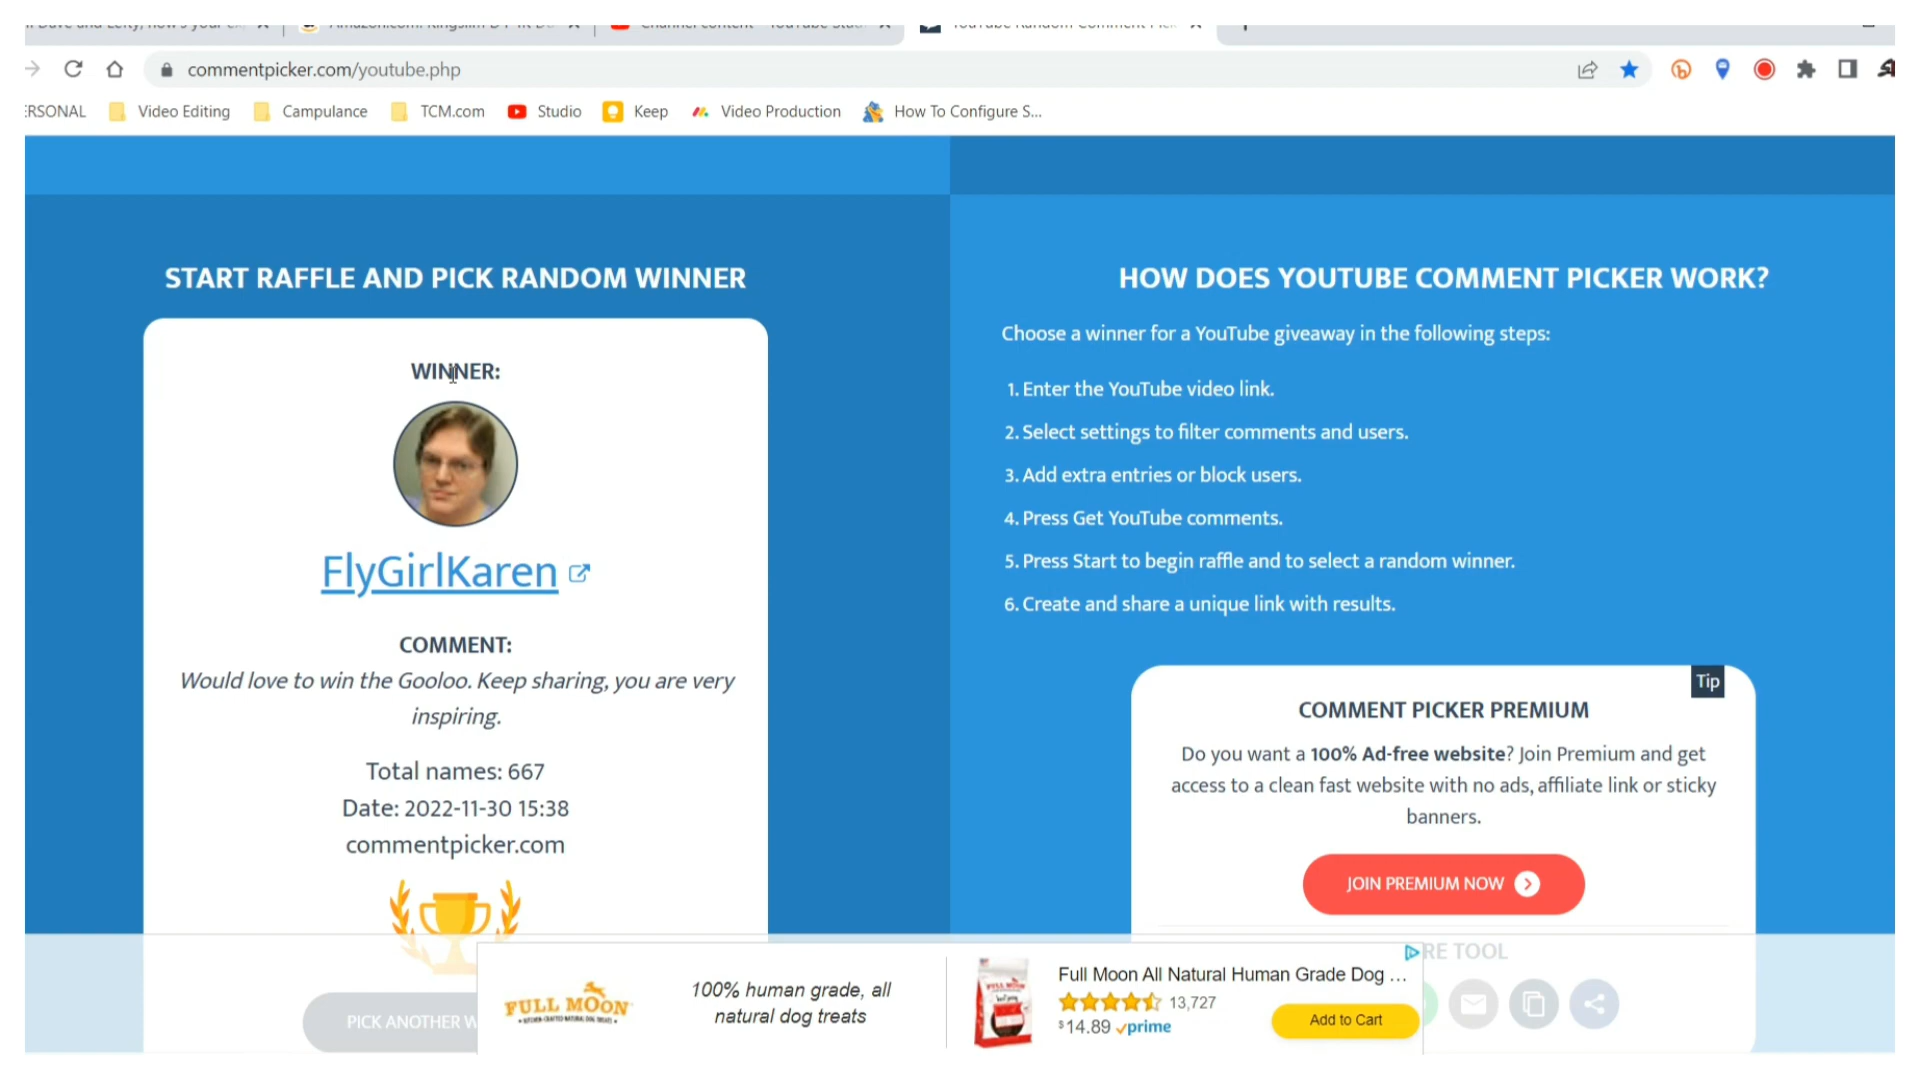 commentpicker.com/youtube.php
ERSONAL Video Editing Campulance TCM.com Studio Keep Video Production How To Configure S...
START RAFFLE AND PICK RANDOM WINNER
WINNER:
FlyGirlKaren
COMMENT:
Would love to win the Gooloo. Keep sharing, you are very
inspiring.
Total names: 667
Date: 2022-11-30 15:38
commentpicker.com
PICK ANOTHER W
HOW DOES YOUTUBE COMMENT PICKER WORK?
Choose a winner for a YouTube giveaway in the following steps:
1. Enter the YouTube video link.
2. Select settings to filter comments and users.
3. Add extra entries or block users.
4. Press Get YouTube comments.
5. Press Start to begin raffle and to select a random winner.
6. Create and share a unique link with results.
Tip
COMMENT PICKER PREMIUM
Do you want a 100% Ad-free website? Join Premium and get
access to a clean fast website with no ads, affiliate link or sticky
banners.
JOIN PREMIUM NOW
RE TOOL
FULL MOON
100% human grade, all
natural dog treats
Full Moon All Natural Human Grade Dog ...
13,727
$14.89 prime
Add to Cart